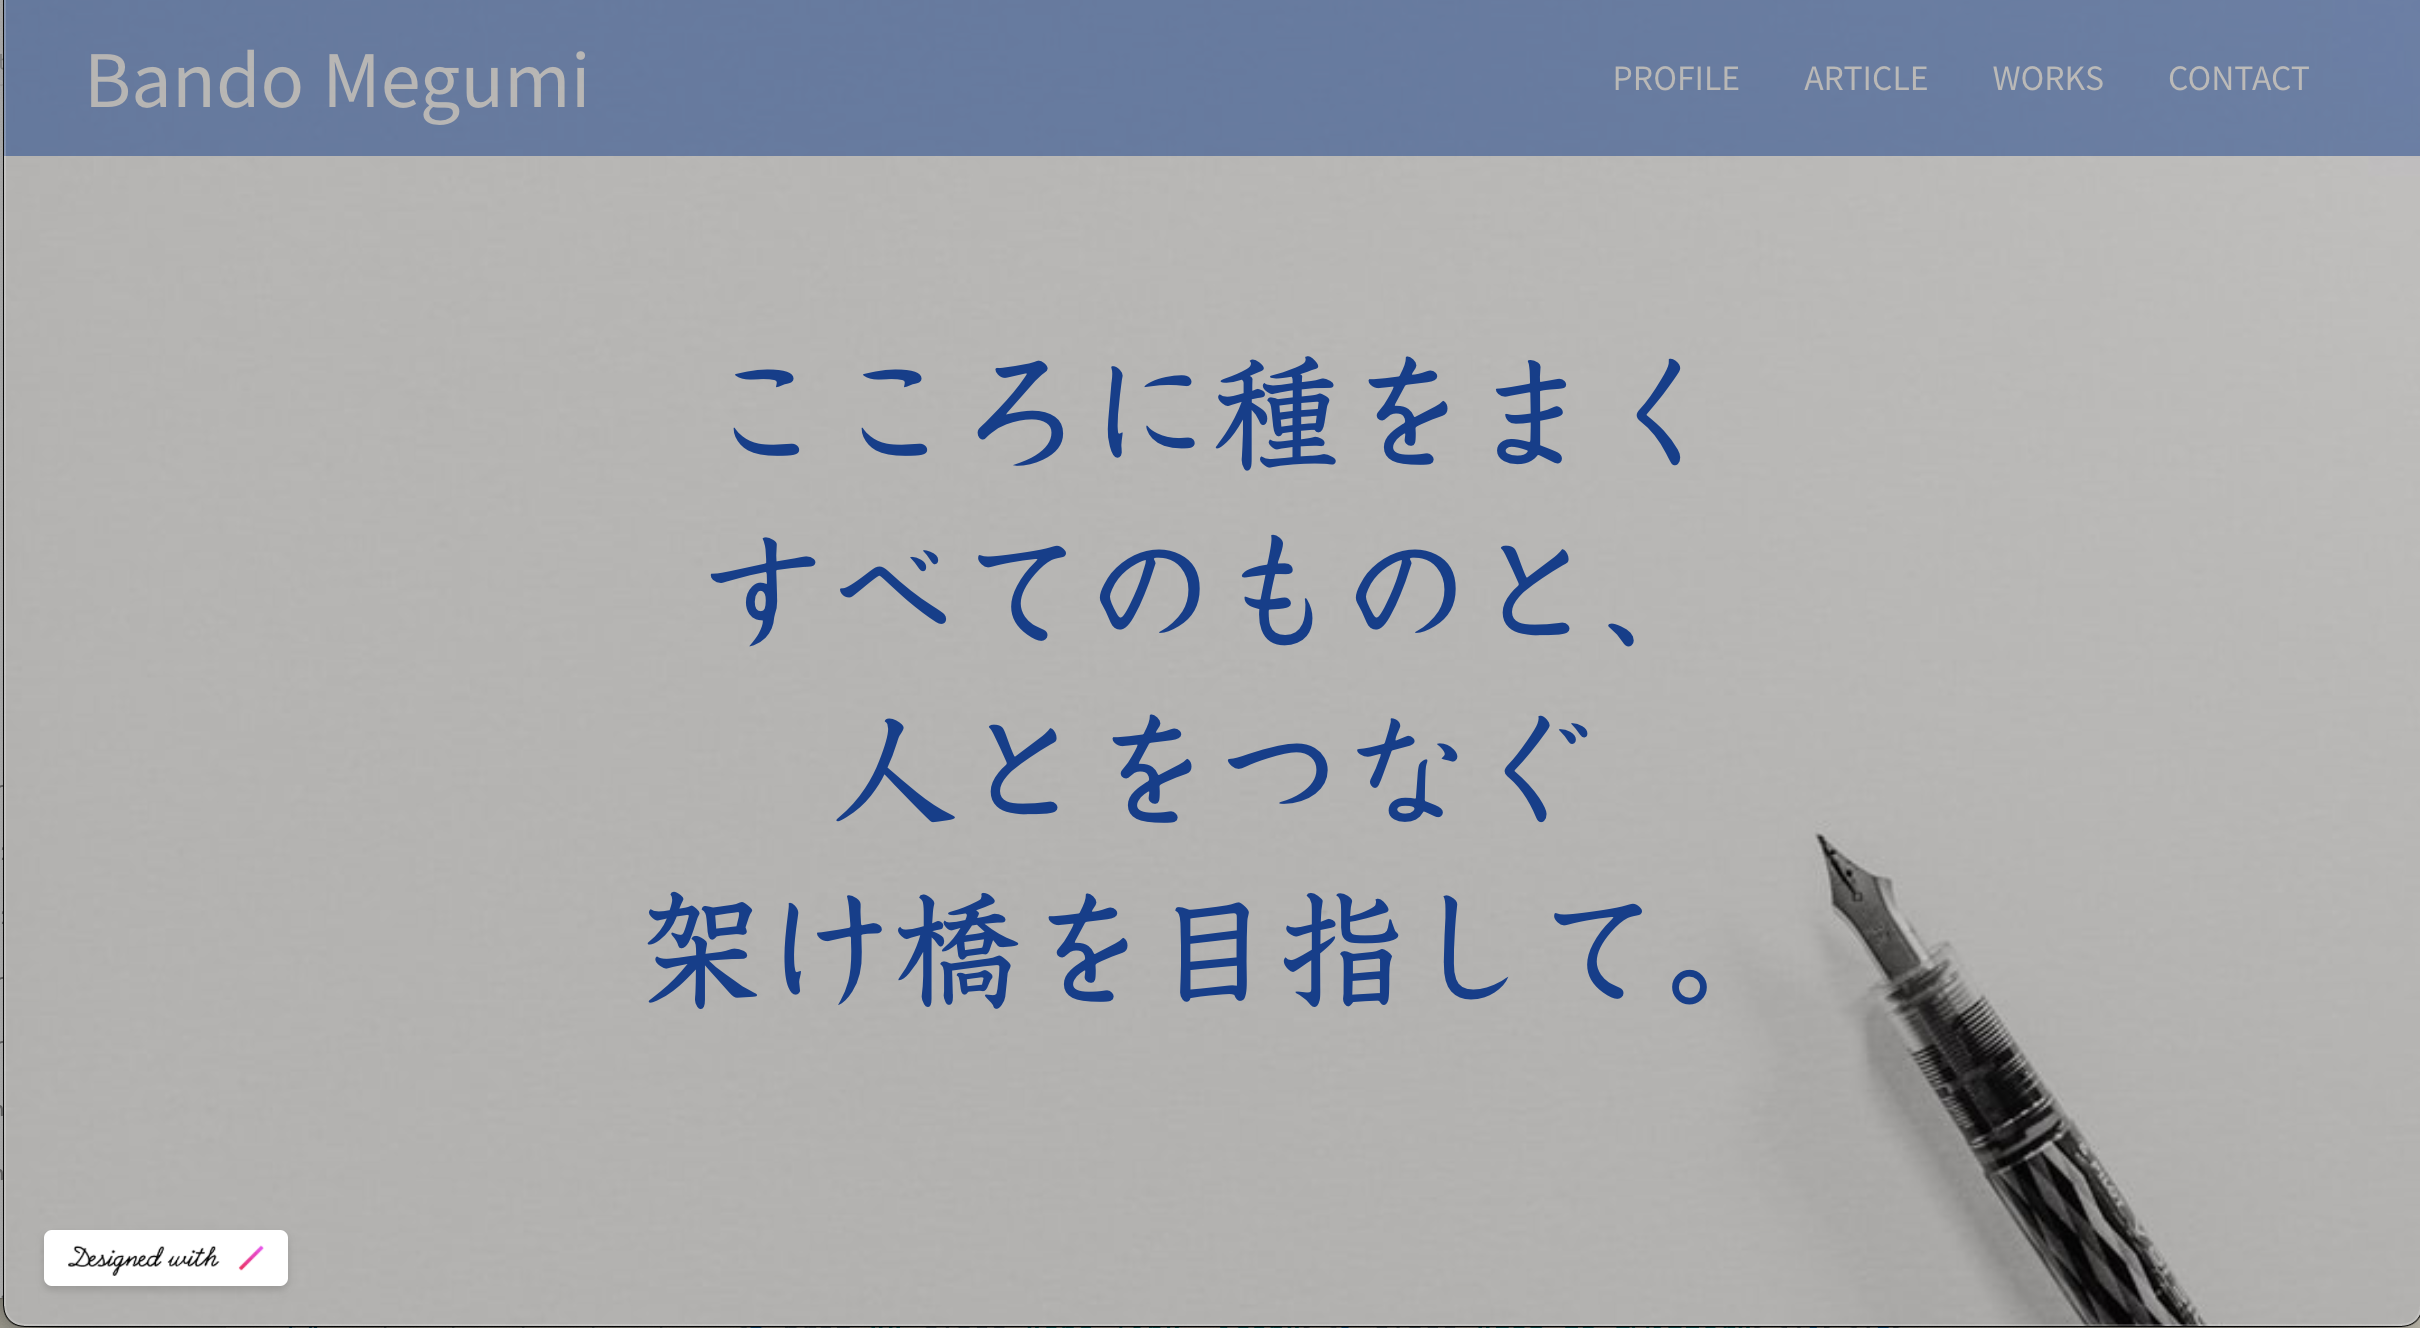 Bando Megumi
PROFILE ARTICLE WORKS CONTACT
こころに種をまく
すべてのものと、
人とをつなぐ
架け橋を目指して。
Designed with